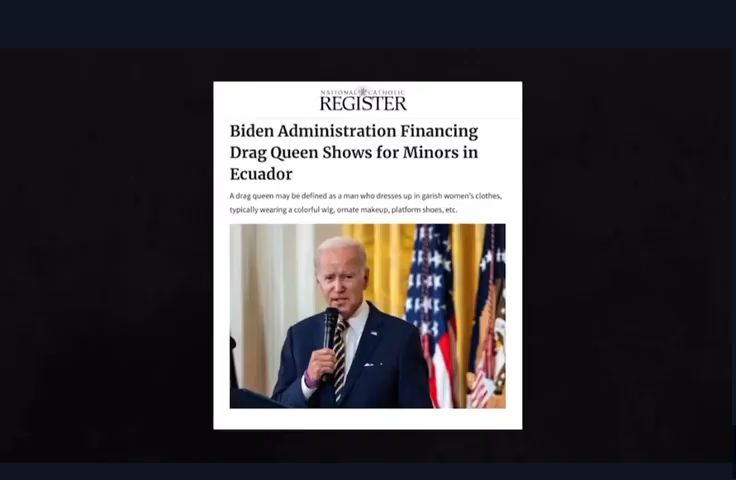 NATIONAL CATHOLIC
REGISTER
Biden Administration Financing
Drag Queen Shows for Minors in
Ecuador
A drag queen may be defined as a man who dresses up in garish women's clothes,
typically wearing a colorful wig, ornate makeup, platform shoes, etc.